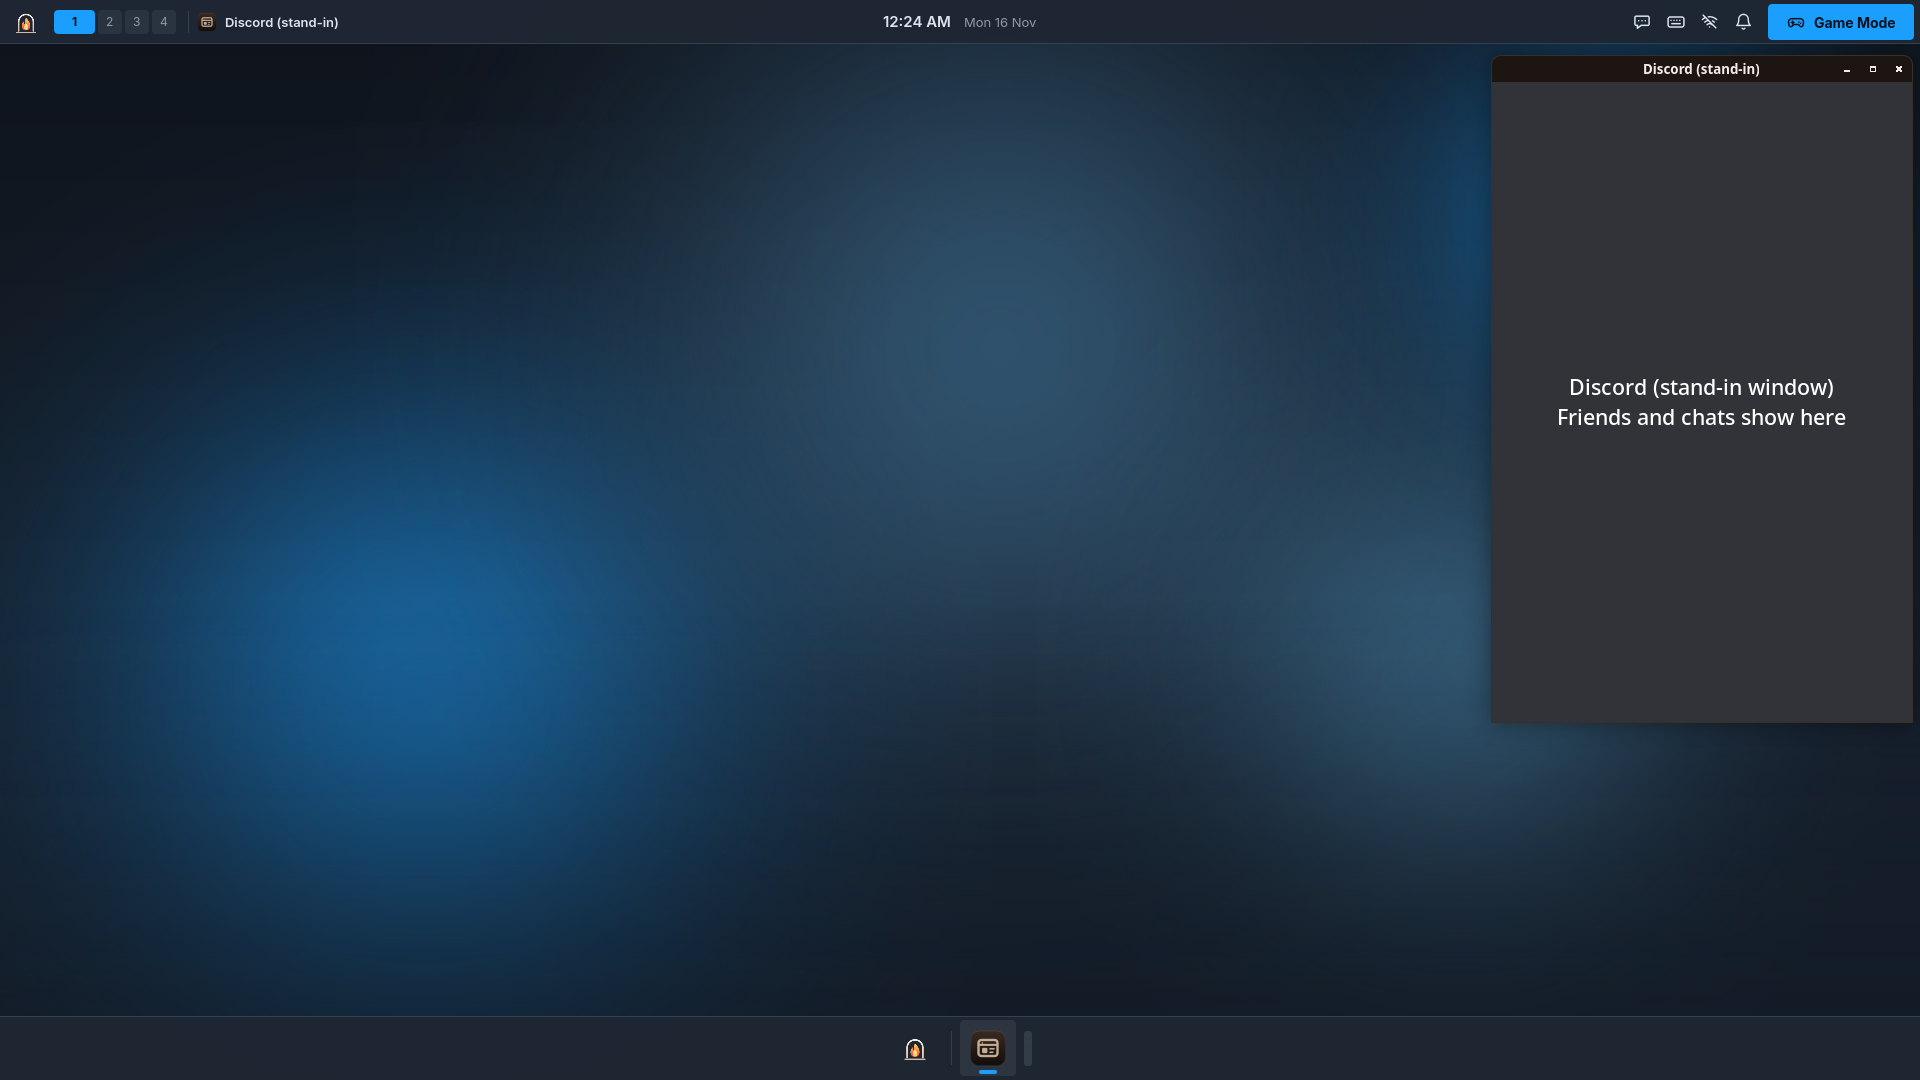 1 2 3 4 Discord (stand-in) 12:24 AM Mon 16 Nov Game Mode
Discord (stand-in)
Discord (stand-in window)
Friends and chats show here